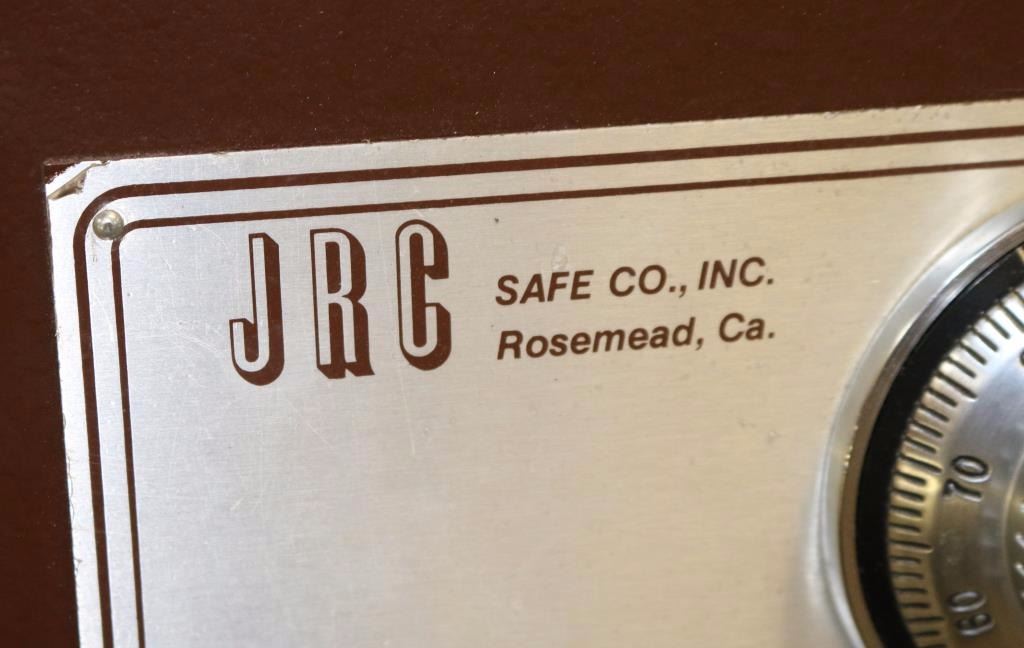 JRC
SAFE CO., INC.
Rosemead, Ca.
70
60